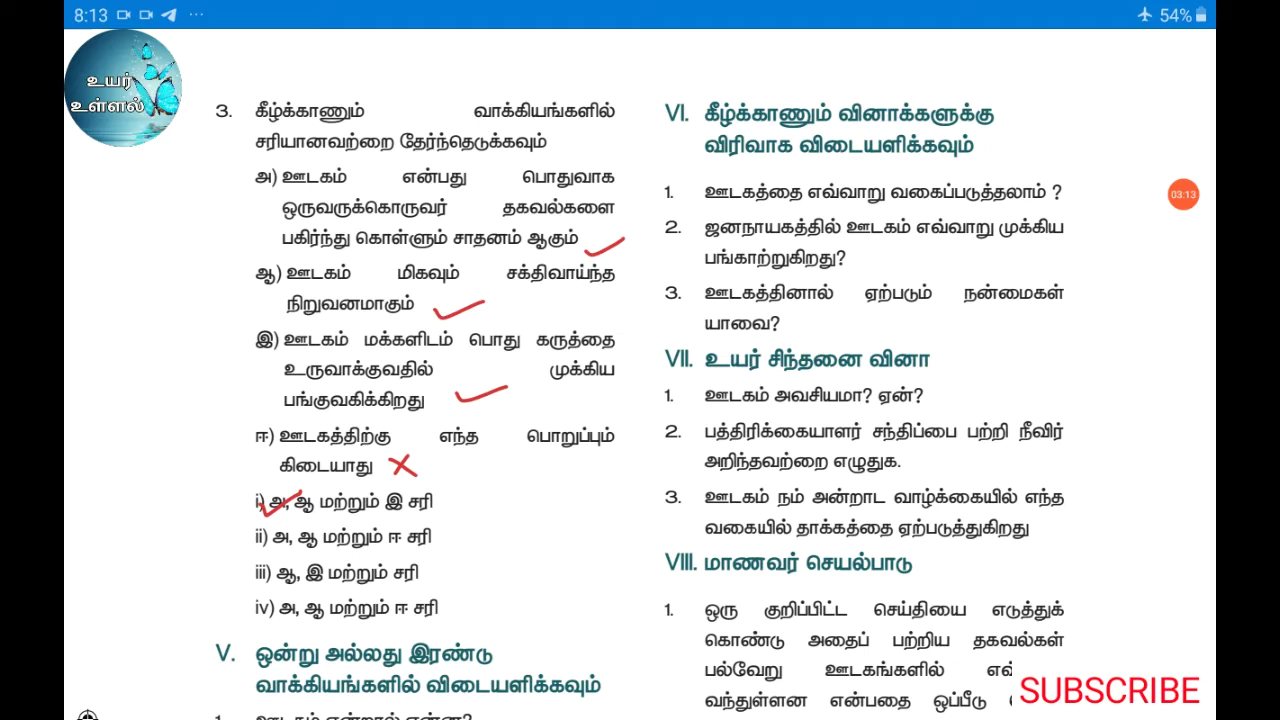 8:13
54%
உயர்
உள்ளல்
3. கீழ்க்காணும் வாக்கியங்களில்
சரியானவற்றை தேர்ந்தெடுக்கவும்
அ) ஊடகம் என்பது பொதுவாக
ஒருவருக்கொருவர் தகவல்களை
பகிர்ந்து கொள்ளும் சாதனம் ஆகும்
ஆ) ஊடகம் மிகவும் சக்திவாய்ந்த
நிறுவனமாகும்
இ) ஊடகம் மக்களிடம் பொது கருத்தை
உருவாக்குவதில் முக்கிய
பங்குவகிக்கிறது
ஈ) ஊடகத்திற்கு எந்த பொறுப்பும்
கிடையாது
i) அ, ஆ மற்றும் இ சரி
ii) அ, ஆ மற்றும் ஈ சரி
iii) ஆ, இ மற்றும் சரி
iv) அ, ஆ மற்றும் ஈ சரி
V. ஒன்று அல்லது இரண்டு
வாக்கியங்களில் விடையளிக்கவும்
1. ஊடகம் என்றால் என்ன?
VI. கீழ்க்காணும் வினாக்களுக்கு
விரிவாக விடையளிக்கவும்
1. ஊடகத்தை எவ்வாறு வகைப்படுத்தலாம் ?
2. ஜனநாயகத்தில் ஊடகம் எவ்வாறு முக்கிய
பங்காற்றுகிறது?
3. ஊடகத்தினால் ஏற்படும் நன்மைகள்
யாவை?
VII. உயர் சிந்தனை வினா
1. ஊடகம் அவசியமா? ஏன்?
2. பத்திரிக்கையாளர் சந்திப்பை பற்றி நீவிர்
அறிந்தவற்றை எழுதுக.
3. ஊடகம் நம் அன்றாட வாழ்க்கையில் எந்த
வகையில் தாக்கத்தை ஏற்படுத்துகிறது
VIII. மாணவர் செயல்பாடு
1. ஒரு குறிப்பிட்ட செய்தியை எடுத்துக்
கொண்டு அதைப் பற்றிய தகவல்கள்
பல்வேறு ஊடகங்களில்
வந்துள்ளன என்பதை ஒப்பீடு
03:13
SUBSCRIBE